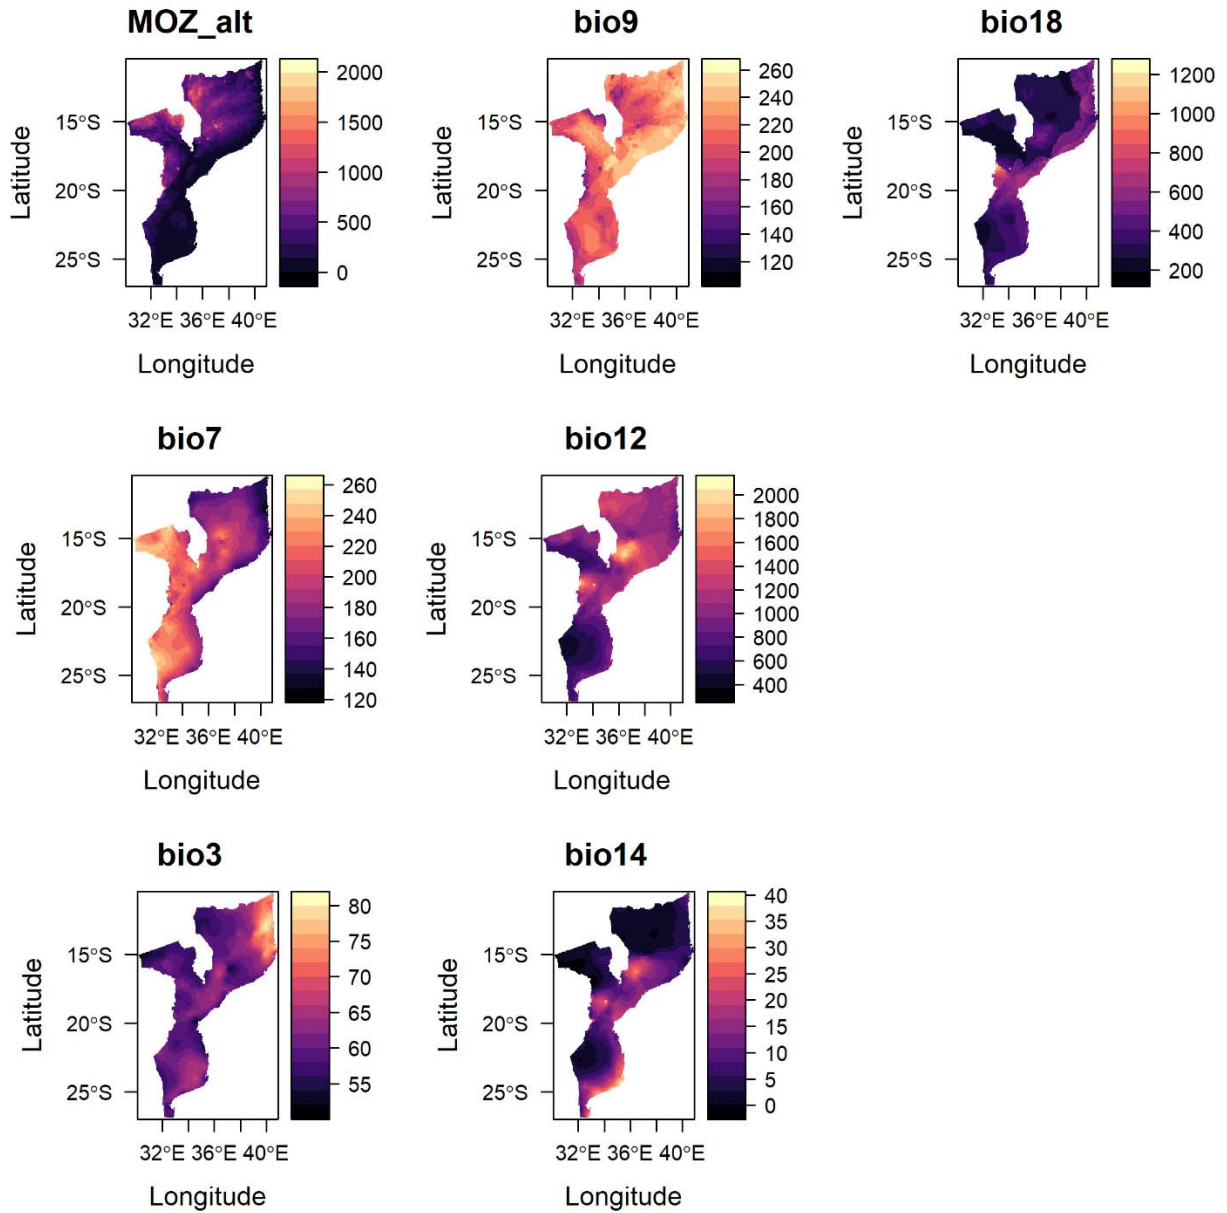 MOZ_alt
2000
1500
1000
500
0
15°S
20°S
25°S
32°E 36°E 40°E
Latitude
Longitude
bio9
260
240
220
200
180
160
140
120
15°S
20°S
25°S
32°E 36°E 40°E
Latitude
Longitude
bio18
1200
1000
800
600
400
200
15°S
20°S
25°S
32°E 36°E 40°E
Latitude
Longitude
bio7
260
240
220
200
180
160
140
120
15°S
20°S
25°S
32°E 36°E 40°E
Latitude
Longitude
bio12
2000
1800
1600
1400
1200
1000
800
600
400
15°S
20°S
25°S
32°E 36°E 40°E
Latitude
Longitude
bio3
80
75
70
65
60
55
15°S
20°S
25°S
32°E 36°E 40°E
Latitude
Longitude
bio14
40
35
30
25
20
15
10
5
0
15°S
20°S
25°S
32°E 36°E 40°E
Latitude
Longitude